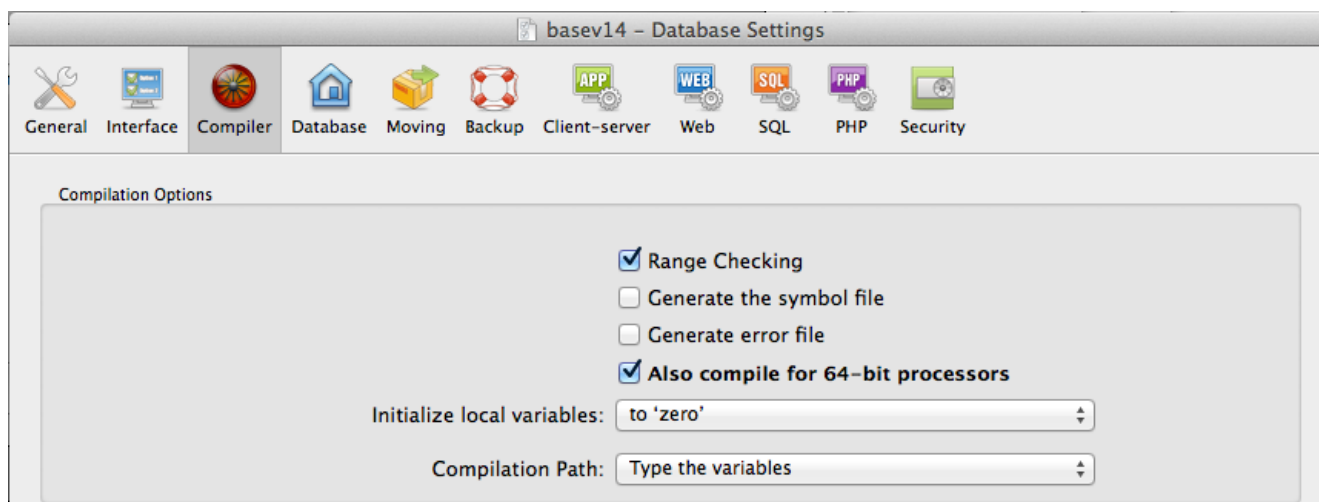 basev14 – Database Settings
APP WEB SQL PHP
General Interface Compiler Database Moving Backup Client-server Web SQL PHP Security
Compilation Options
Range Checking
Generate the symbol file
Generate error file
Also compile for 64-bit processors
Initialize local variables: to ‘zero’
Compilation Path: Type the variables